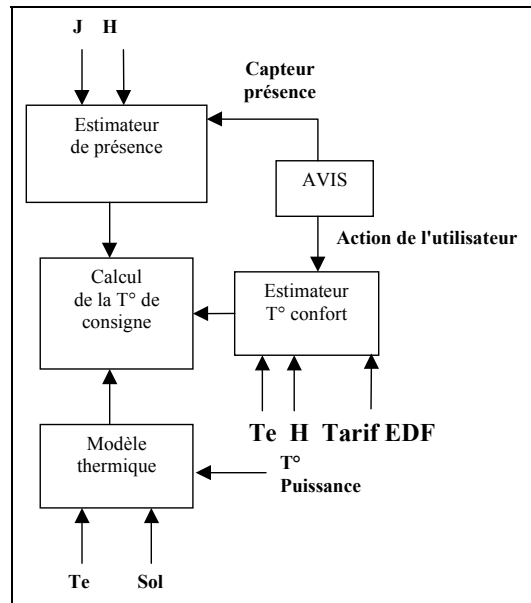 J H
Capteur
présence
Estimateur
de présence
AVIS
Action de l'utilisateur
Calcul
de la T° de
consigne
Estimateur
T° confort
Te H Tarif EDF
Modèle
thermique
T°
Puissance
Te Sol